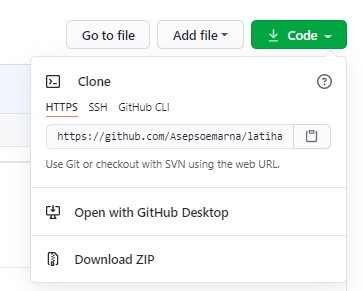 Go to file Add file Code
Clone
HTTPS SSH GitHub CLI
https://github.com/Asepsoemarna/latiha
Use Git or checkout with SVN using the web URL.
Open with GitHub Desktop
Download ZIP